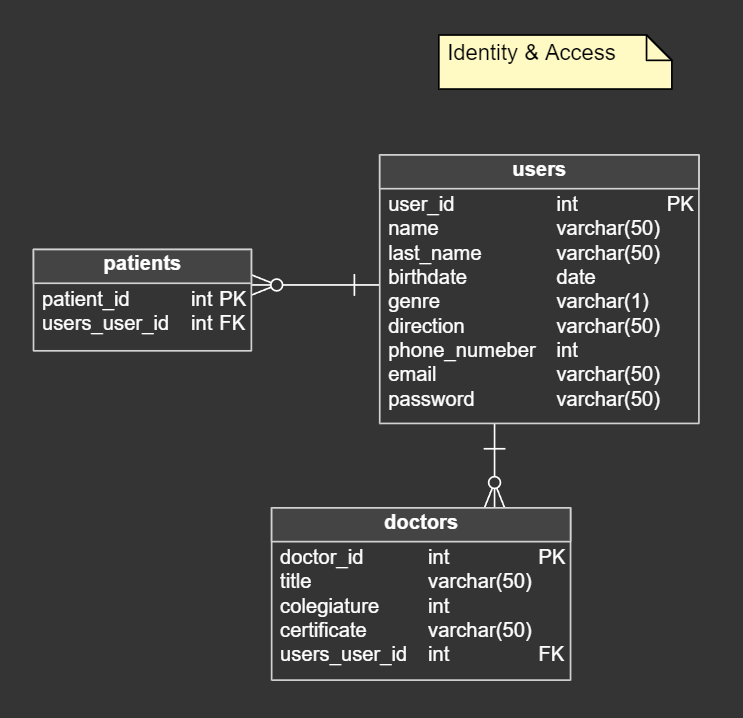 Identity & Access
users
user_id int PK
name varchar(50)
last_name varchar(50)
birthdate date
genre varchar(1)
direction varchar(50)
phone_numeber int
email varchar(50)
password varchar(50)
patients
patient_id int PK
users_user_id int FK
doctors
doctor_id int PK
title varchar(50)
colegiature int
certificate varchar(50)
users_user_id int FK